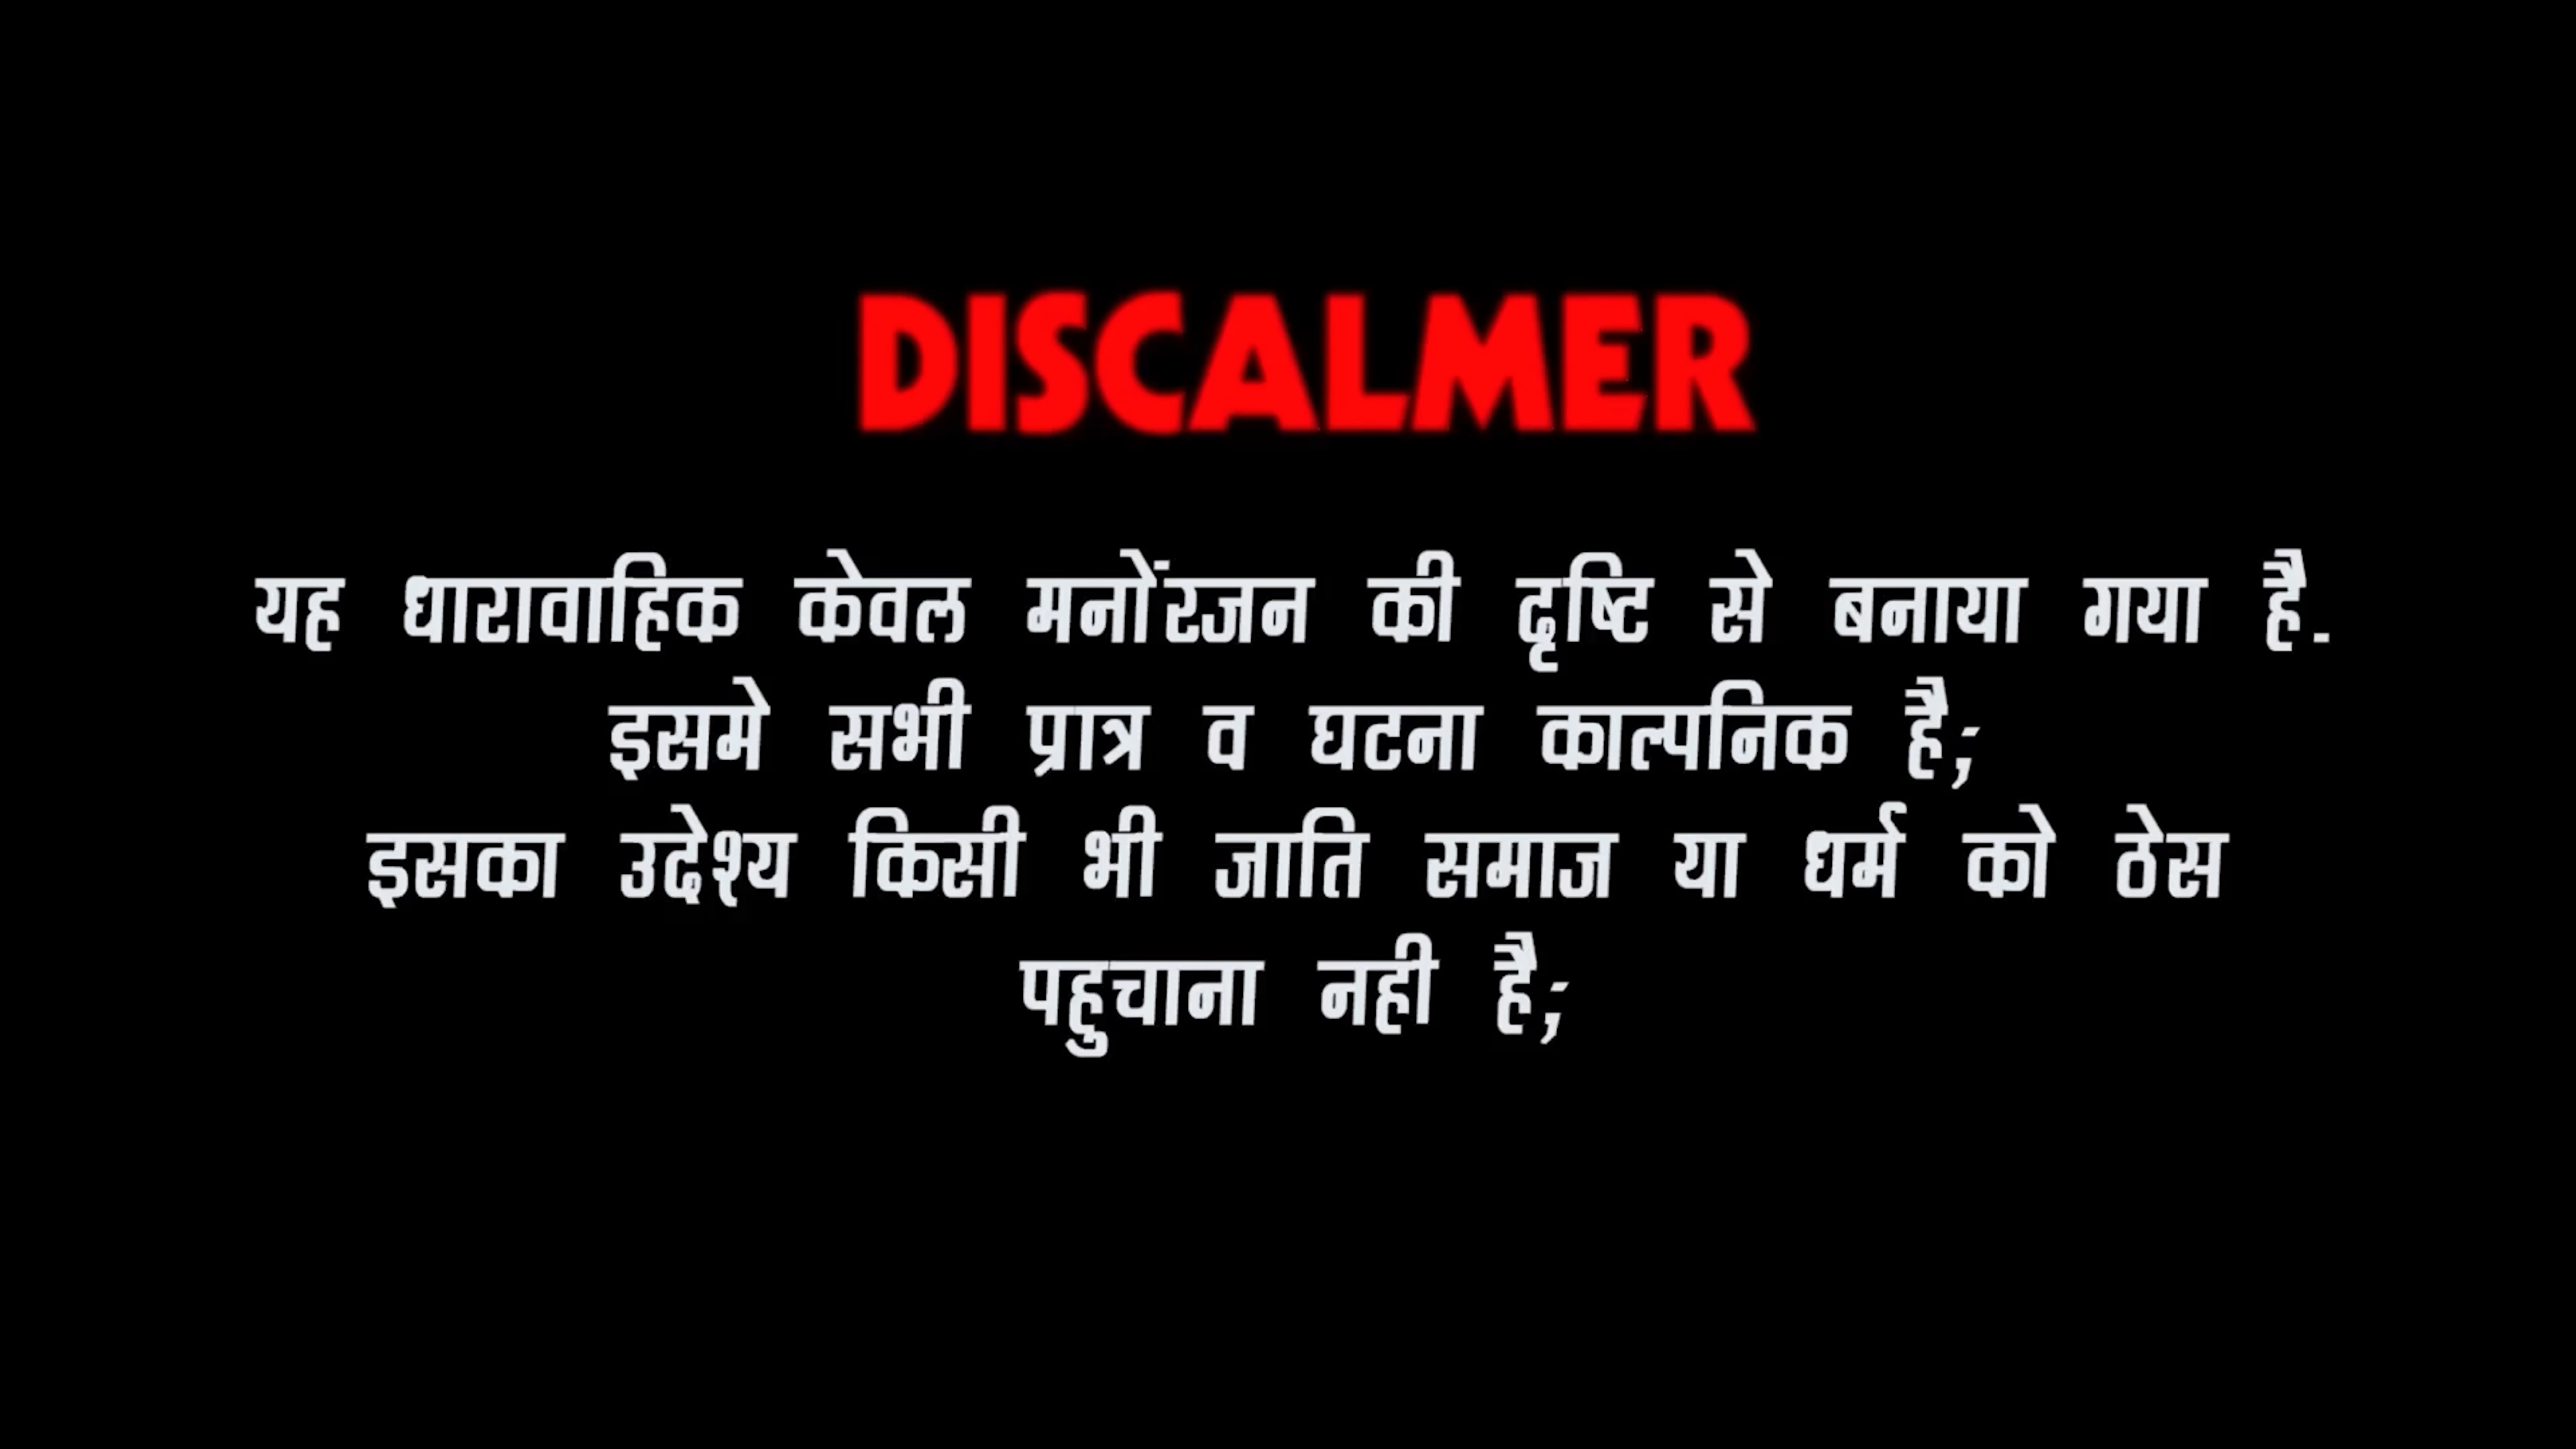 DISCALMER
यह धारावाहिक केवल मनोंरजन की दृष्टि से बनाया गया है.
इसमे सभी प्रात्र व घटना काल्पनिक है;
इसका उदेश्य किसी भी जाति समाज या धर्म को ठेस
पहुचाना नही है;